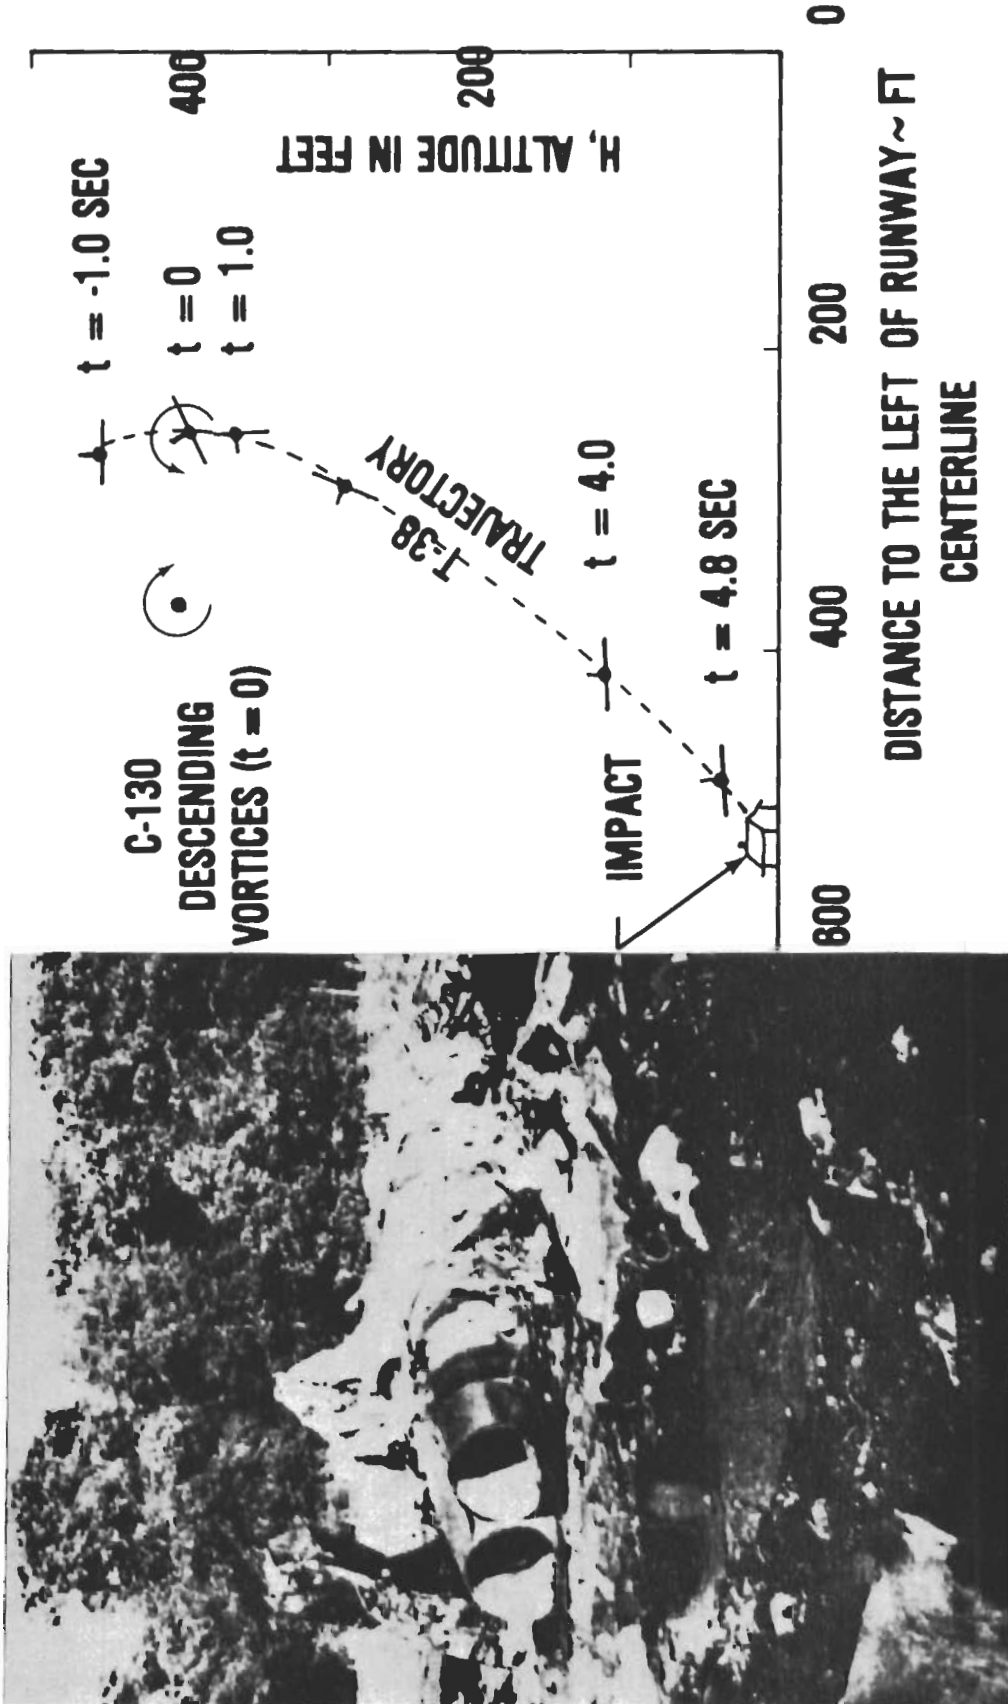 t = -1.0 SEC
t = 0
t = 1.0
C-130
DESCENDING
VORTICES (t = 0)
400
H, ALTITUDE IN FEET
200
T-38
TRAJECTORY
t = 4.0
t = 4.8 SEC
IMPACT
600
400
200
0
DISTANCE TO THE LEFT OF RUNWAY ~ FT
CENTERLINE